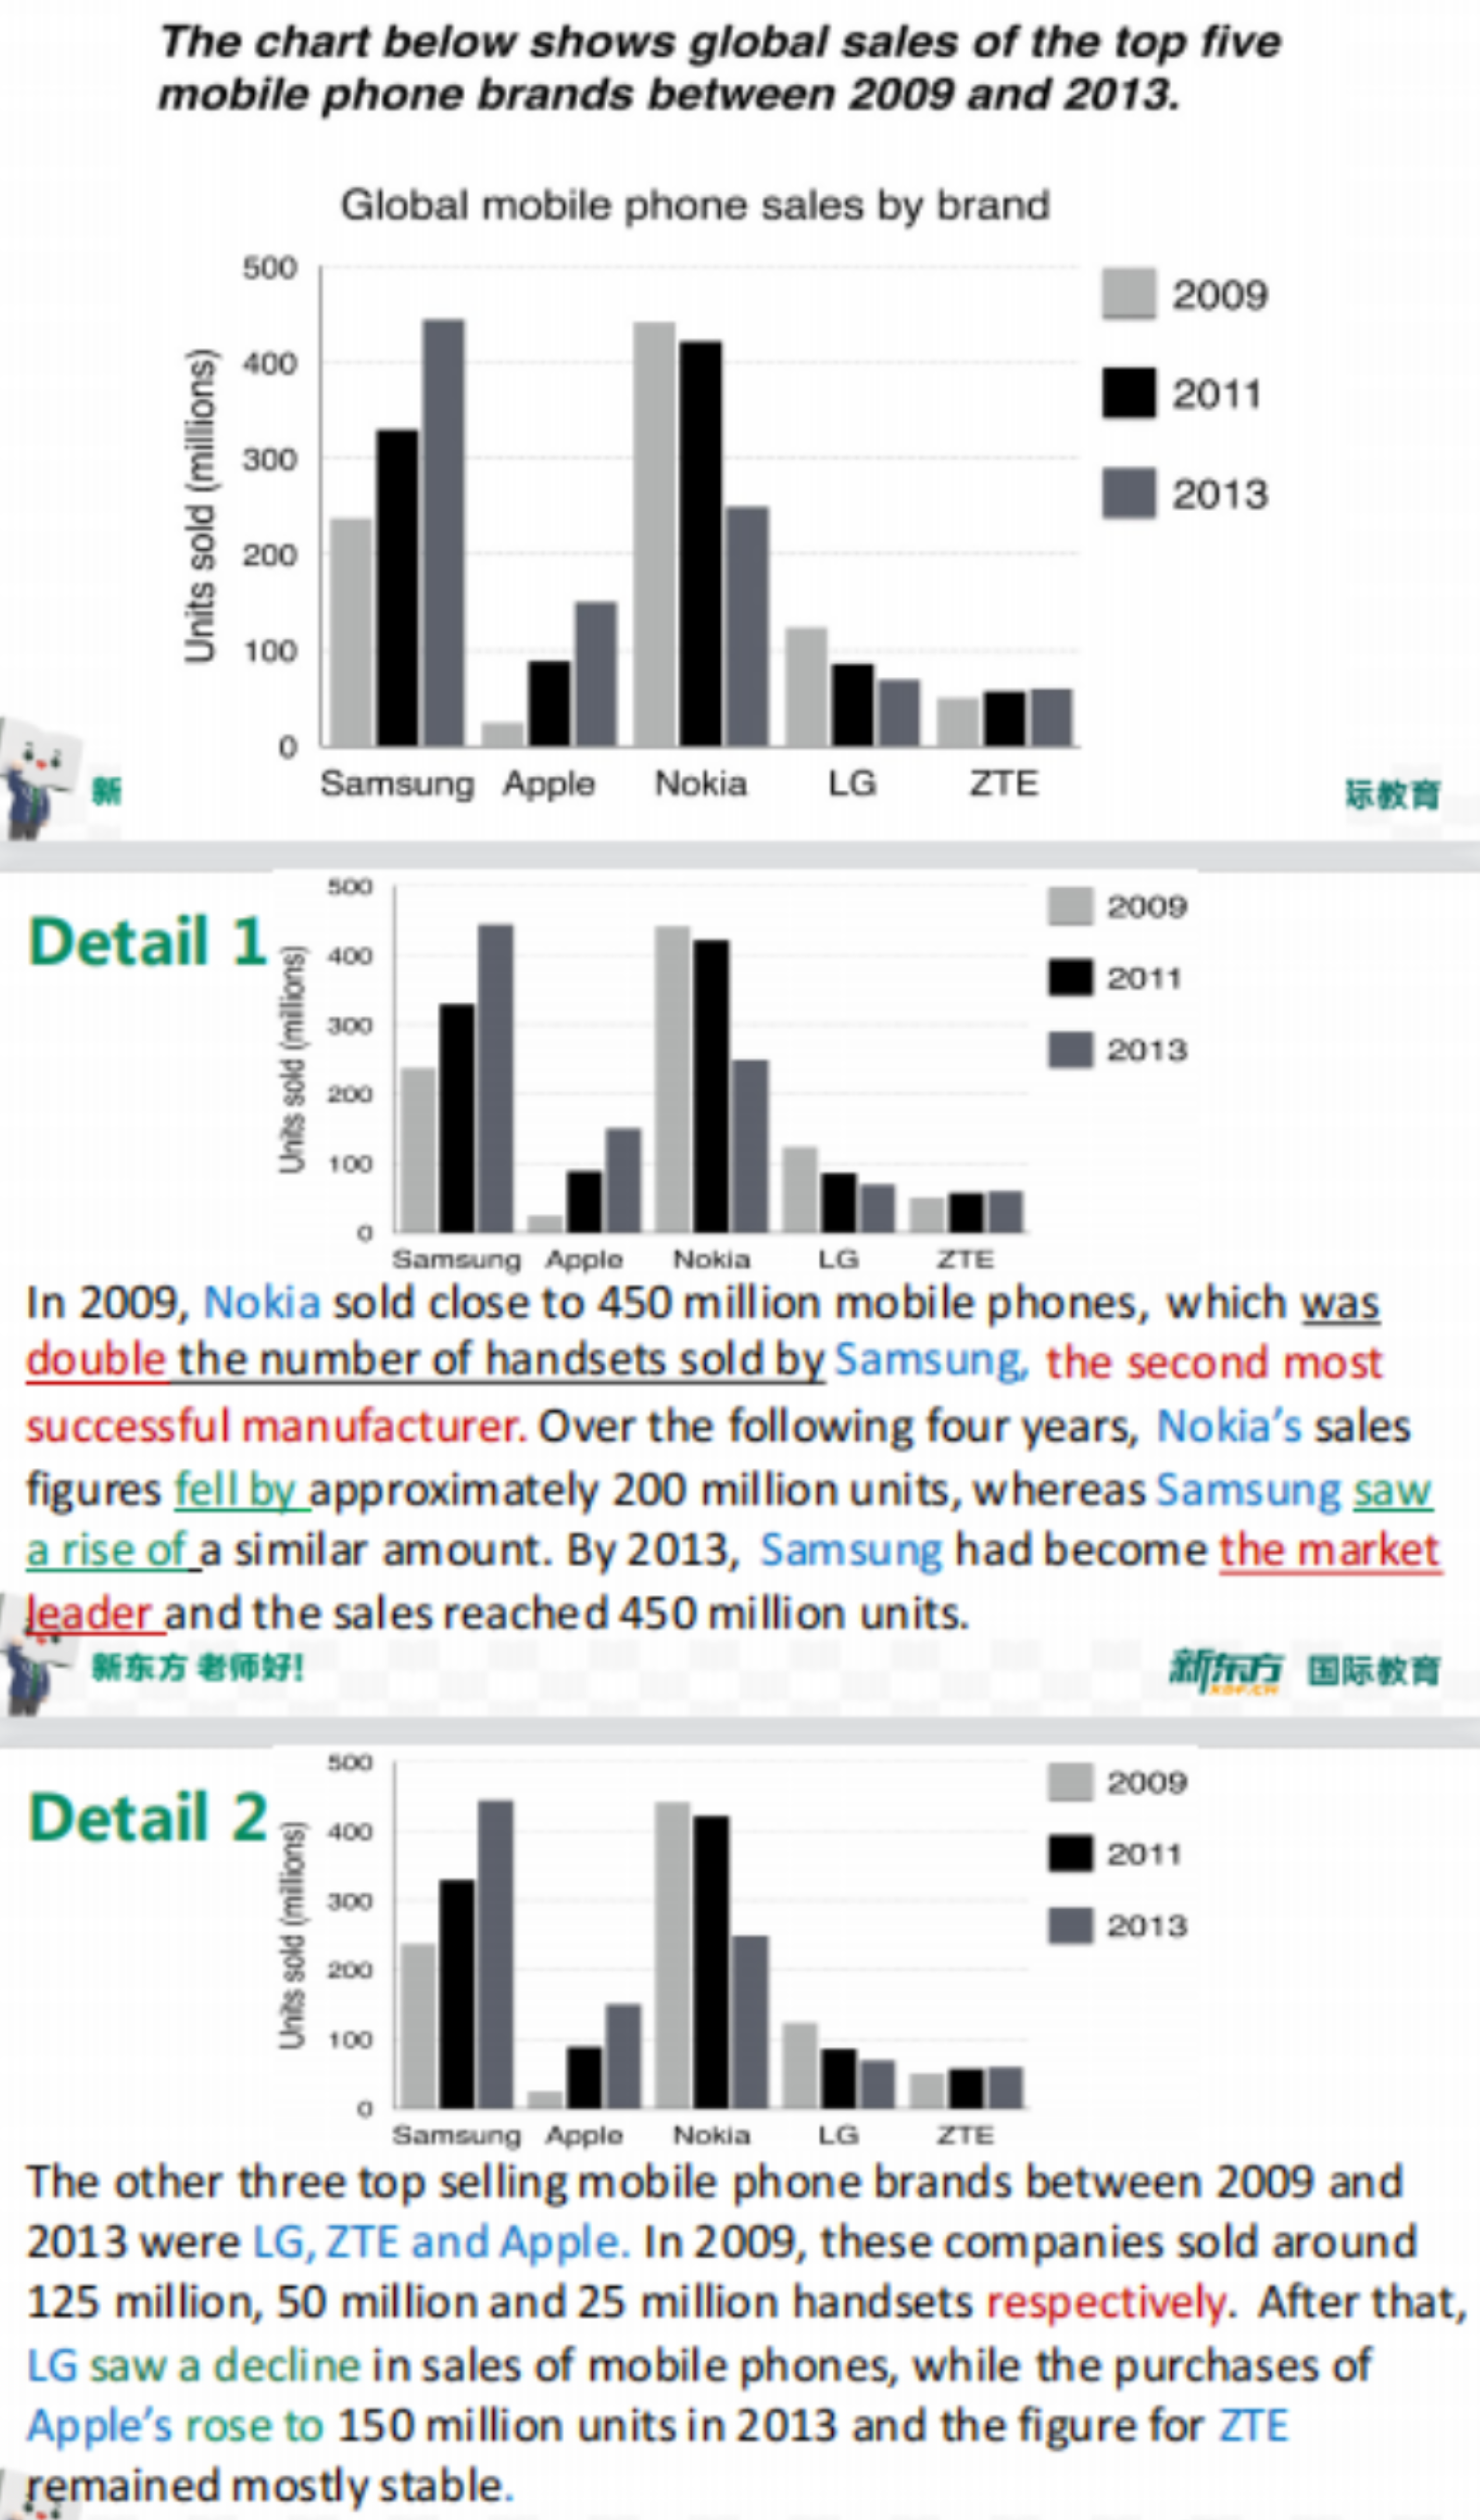 The chart below shows global sales of the top five
mobile phone brands between 2009 and 2013.
Global mobile phone sales by brand
500
400
300
200
100
0
Units sold (millions)
Samsung Apple Nokia LG ZTE
2009
2011
2013
新
际教育
Detail 1
500
400
300
200
100
0
Units sold (millions)
Samsung Apple Nokia LG ZTE
2009
2011
2013
In 2009, Nokia sold close to 450 million mobile phones, which was
double the number of handsets sold by Samsung, the second most
successful manufacturer. Over the following four years, Nokia's sales
figures fell by approximately 200 million units, whereas Samsung saw
a rise of a similar amount. By 2013, Samsung had become the market
leader and the sales reached 450 million units.
新东方 老师好!
新东方 国际教育
XDF.CN
Detail 2
500
400
300
200
100
0
Units sold (millions)
Samsung Apple Nokia LG ZTE
2009
2011
2013
The other three top selling mobile phone brands between 2009 and
2013 were LG, ZTE and Apple. In 2009, these companies sold around
125 million, 50 million and 25 million handsets respectively. After that,
LG saw a decline in sales of mobile phones, while the purchases of
Apple's rose to 150 million units in 2013 and the figure for ZTE
remained mostly stable.